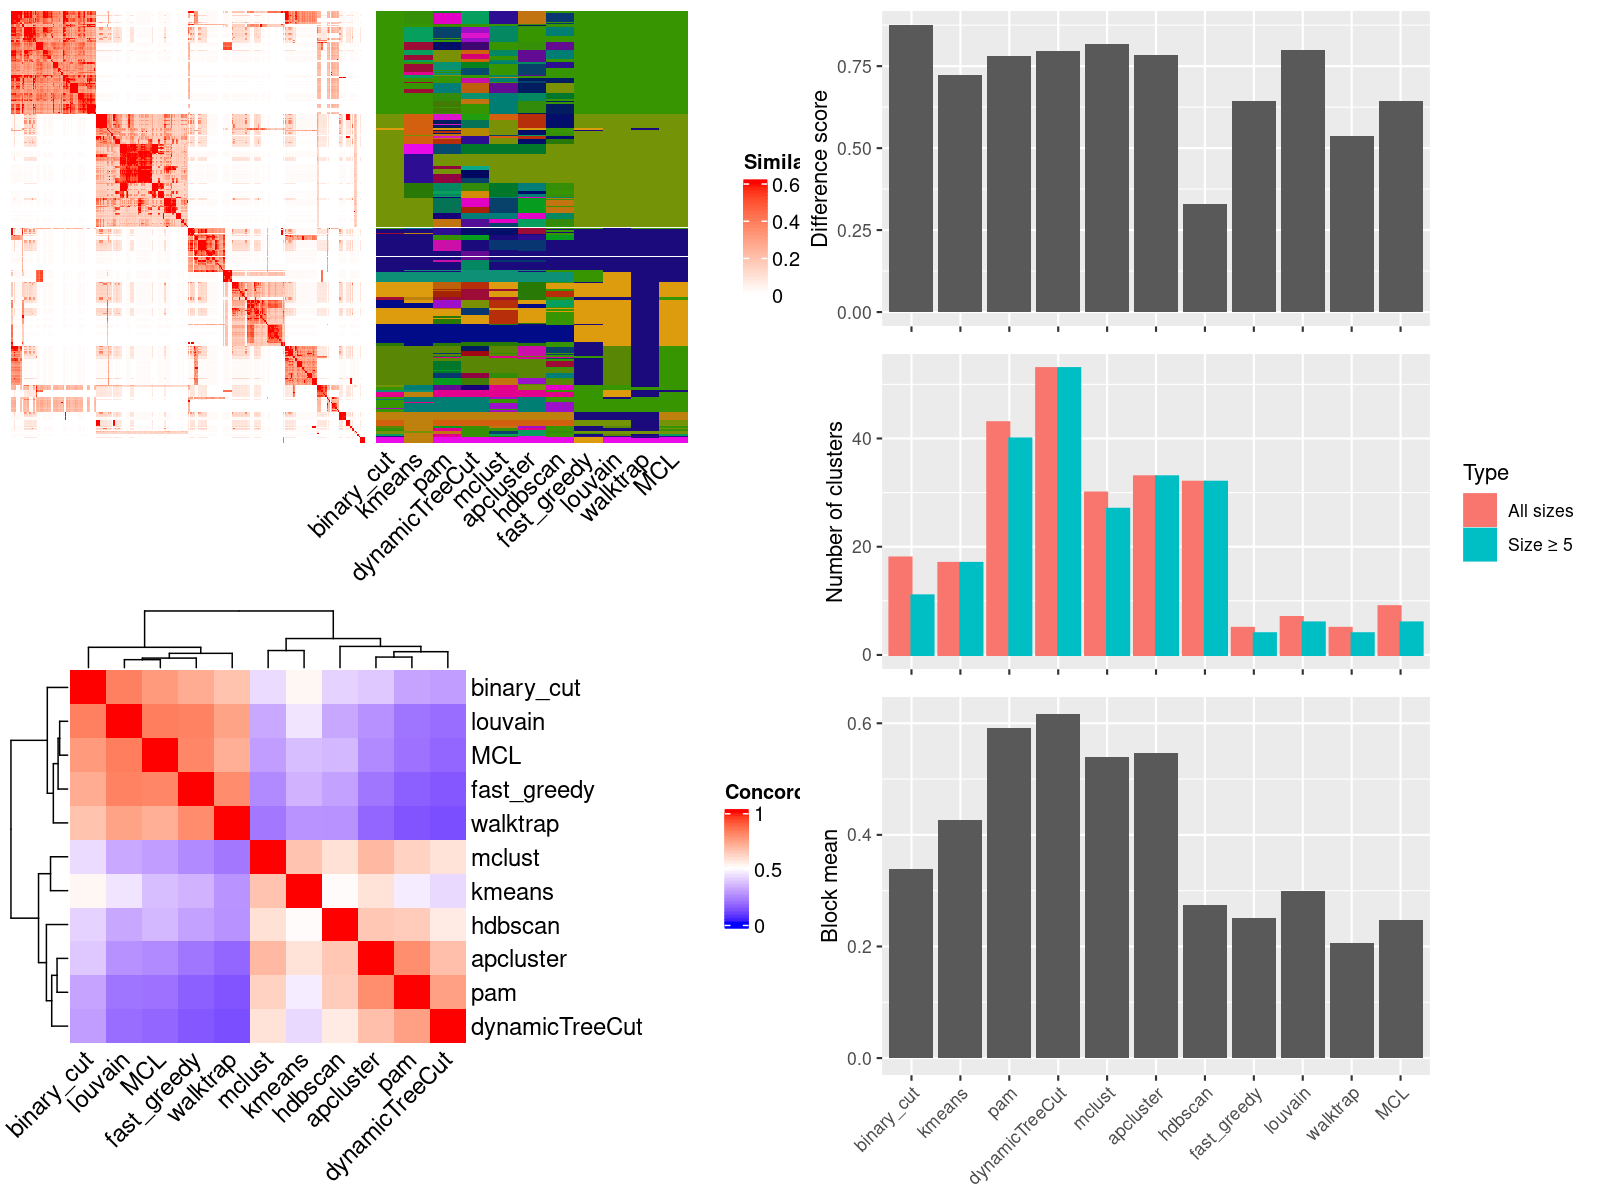 Simila
0.6
0.4
0.2
0
binary_cut
kmeans
pam
dynamicTreeCut
mclust
apcluster
hdbscan
fast_greedy
louvain
walktrap
MCL
Difference score
0.75
0.50
0.25
0.00
Number of clusters
40
20
0
Type
All sizes
Size ≥ 5
binary_cut
louvain
MCL
fast_greedy
walktrap
mclust
kmeans
hdbscan
apcluster
pam
dynamicTreeCut
binary_cut
louvain
MCL
fast_greedy
walktrap
mclust
kmeans
hdbscan
apcluster
pam
dynamicTreeCut
Concord
1
0.5
0
Block mean
0.6
0.4
0.2
0.0
binary_cut
kmeans
pam
dynamicTreeCut
mclust
apcluster
hdbscan
fast_greedy
louvain
walktrap
MCL